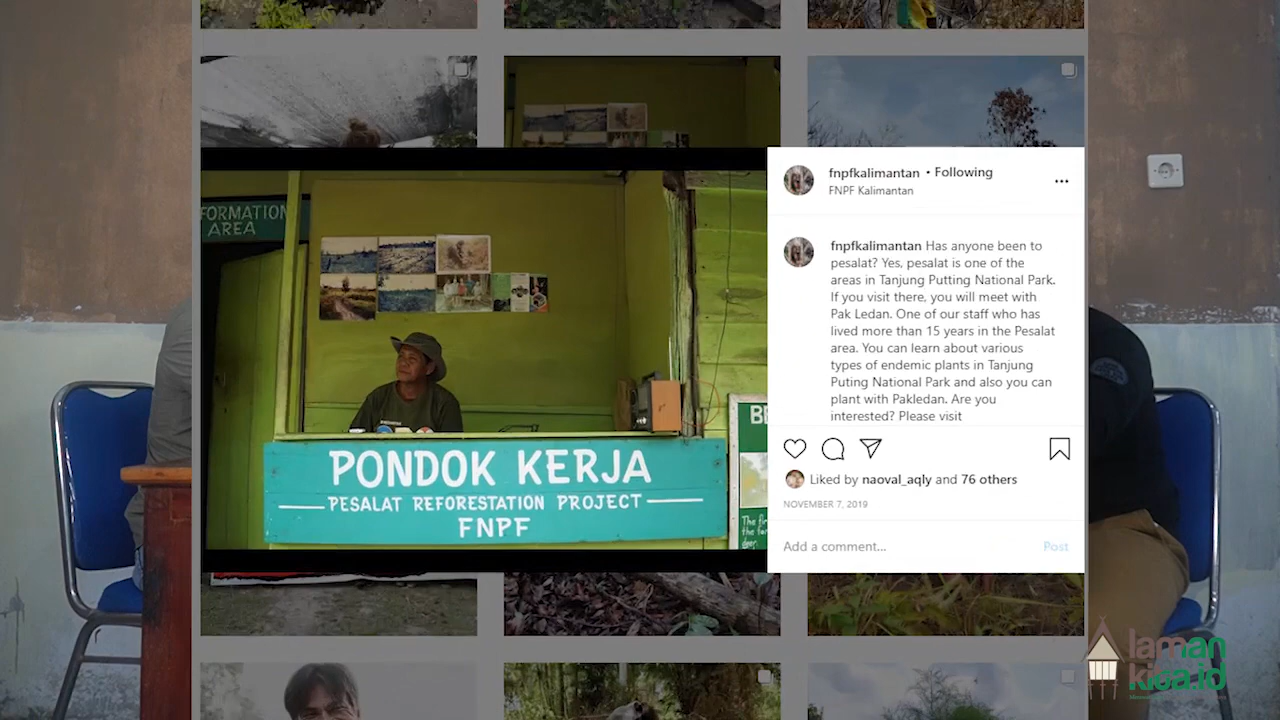 FORMATION
AREA
PONDOK KERJA
PESALAT REFORESTATION PROJECT
FNPF
BE
The fir
the
deer.
fnpfkalimantan • Following
FNPF Kalimantan
fnpfkalimantan Has anyone been to
pesalat? Yes, pesalat is one of the
areas in Tanjung Putting National Park.
If you visit there, you will meet with
Pak Ledan. One of our staff who has
lived more than 15 years in the Pesalat
area. You can learn about various
types of endemic plants in Tanjung
Puting National Park and also you can
plant with Pakledan. Are you
interested? Please visit
Liked by naoval_aqly and 76 others
NOVEMBER 7, 2019
Add a comment...
Post
laman
kita.id